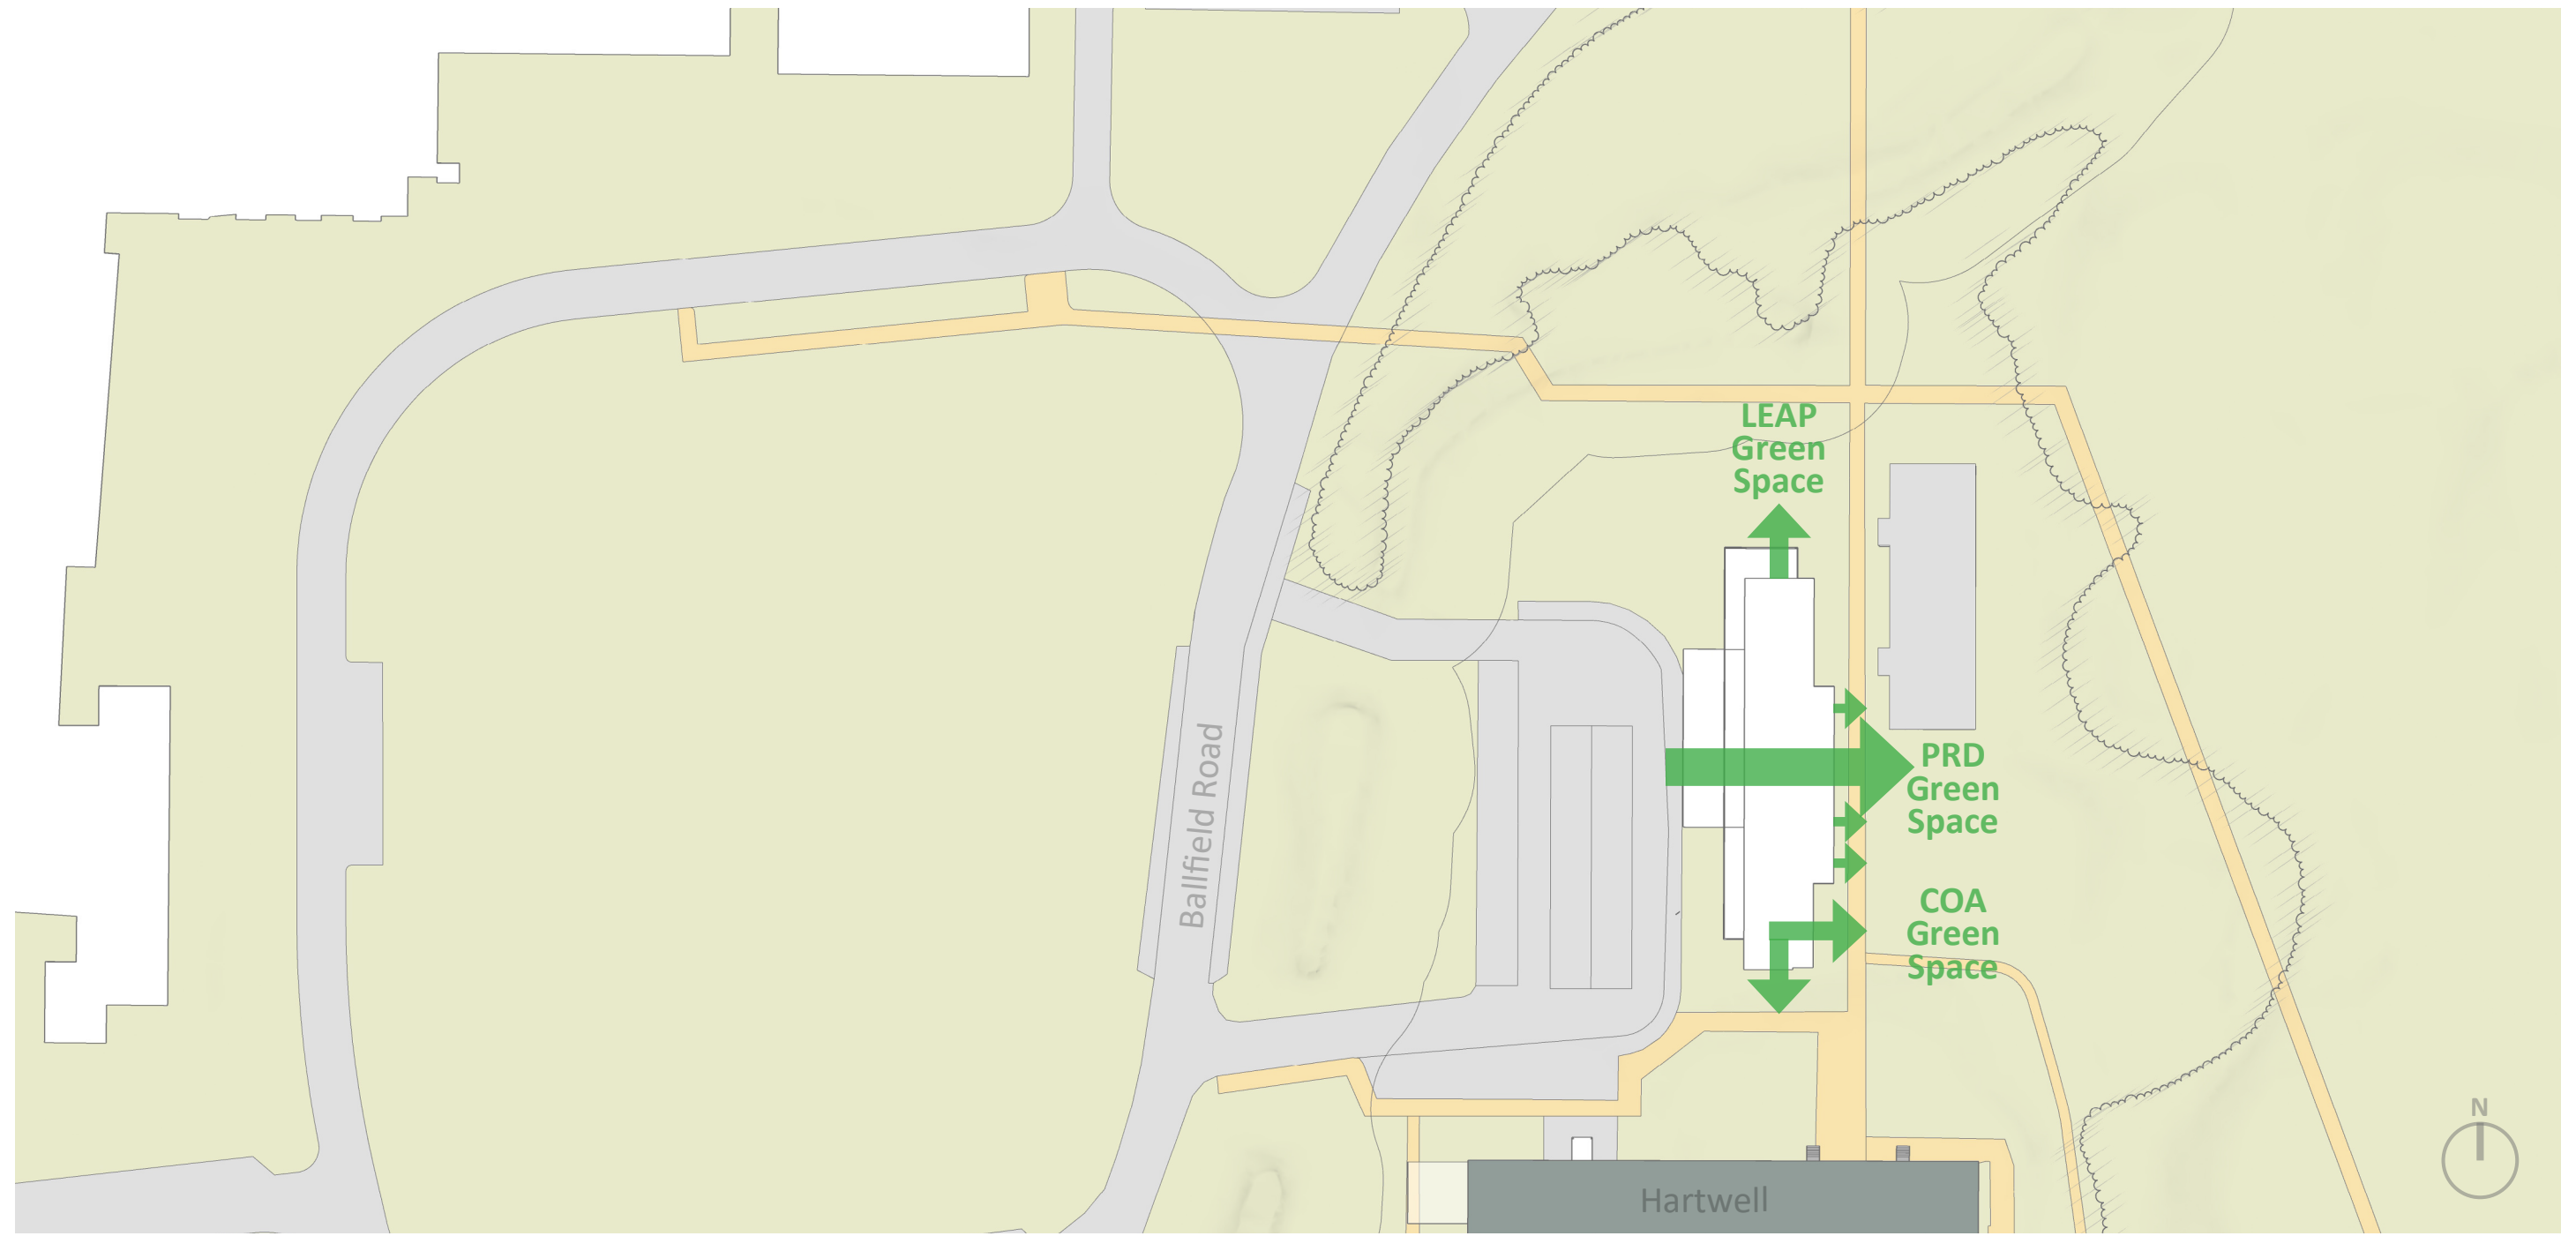 LEAP
Green
Space
Ballfield Road
PRD
Green
Space
COA
Green
Space
N
Hartwell